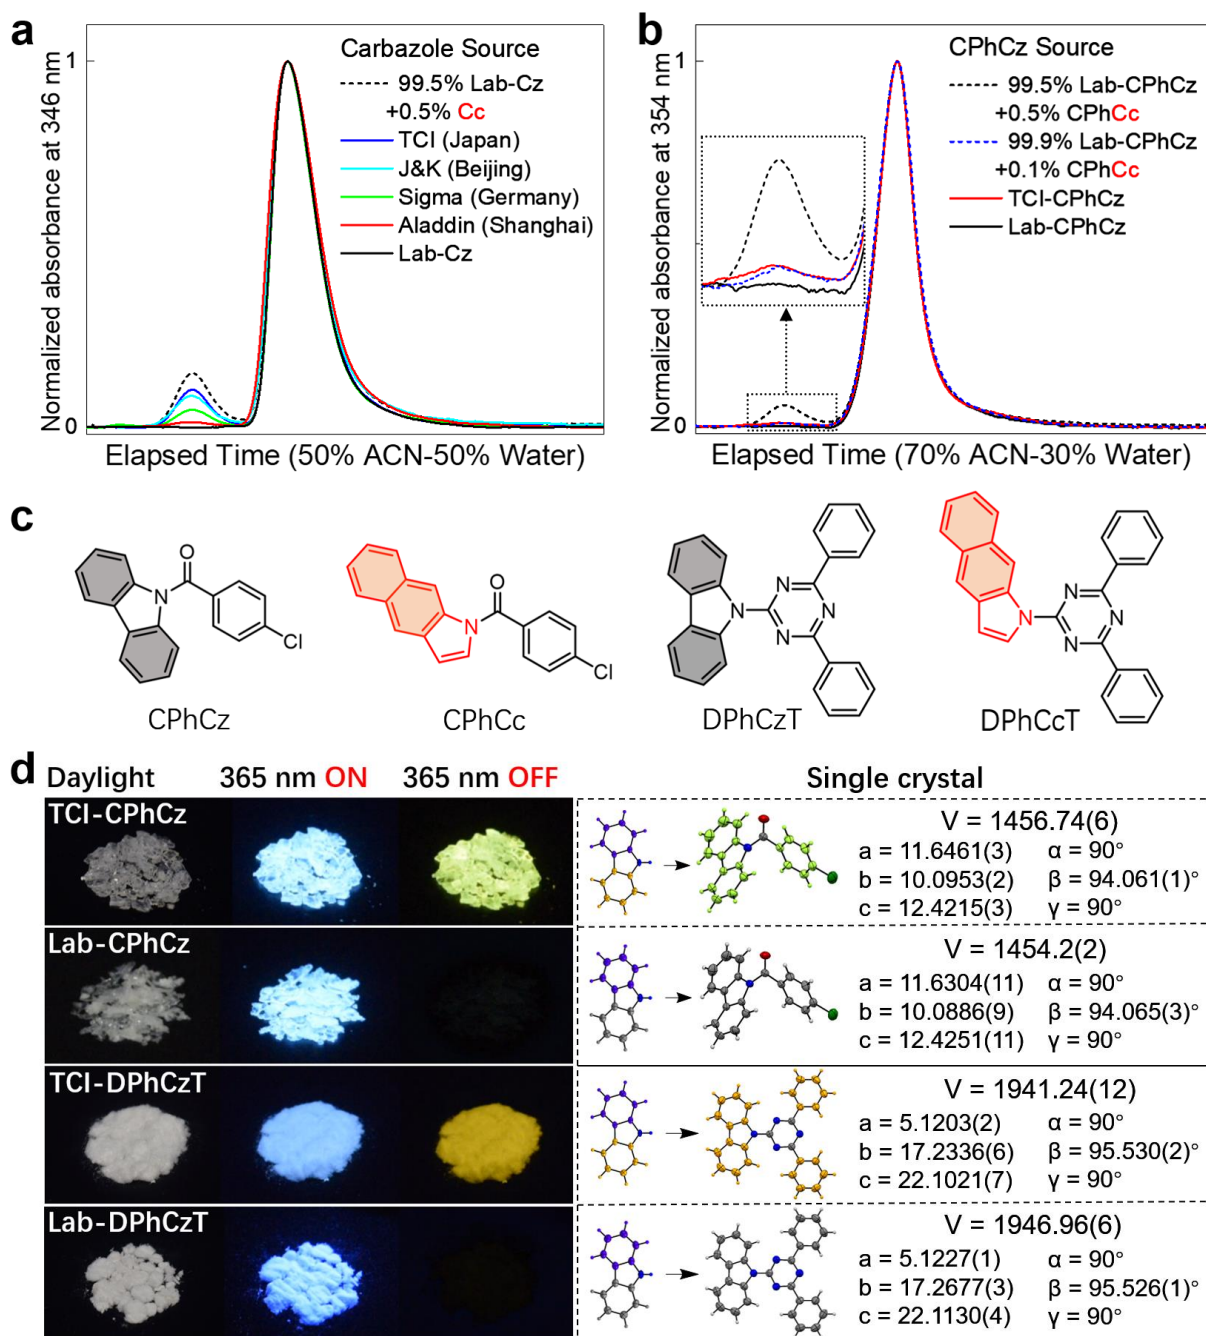 a
Normalized absorbance at 346 nm
1
0
Carbazole Source
99.5% Lab-Cz
+0.5% Cc
TCI (Japan)
J&K (Beijing)
Sigma (Germany)
Aladdin (Shanghai)
Lab-Cz
Elapsed Time (50% ACN-50% Water)
b
Normalized absorbance at 354 nm
1
0
CPhCz Source
99.5% Lab-CPhCz
+0.5% CPhCc
99.9% Lab-CPhCz
+0.1% CPhCc
TCI-CPhCz
Lab-CPhCz
Elapsed Time (70% ACN-30% Water)
c
O
N
Cl
CPhCz
O
N
Cl
CPhCc
N
N
N
N
DPhCzT
N
N
N
N
DPhCcT
d
Daylight 365 nm ON 365 nm OFF
Single crystal
TCI-CPhCz
V = 1456.74(6)
a = 11.6461(3) α = 90°
b = 10.0953(2) β = 94.061(1)°
c = 12.4215(3) γ = 90°
Lab-CPhCz
V = 1454.2(2)
a = 11.6304(11) α = 90°
b = 10.0886(9) β = 94.065(3)°
c = 12.4251(11) γ = 90°
TCI-DPhCzT
V = 1941.24(12)
a = 5.1203(2) α = 90°
b = 17.2336(6) β = 95.530(2)°
c = 22.1021(7) γ = 90°
Lab-DPhCzT
V = 1946.96(6)
a = 5.1227(1) α = 90°
b = 17.2677(3) β = 95.526(1)°
c = 22.1130(4) γ = 90°